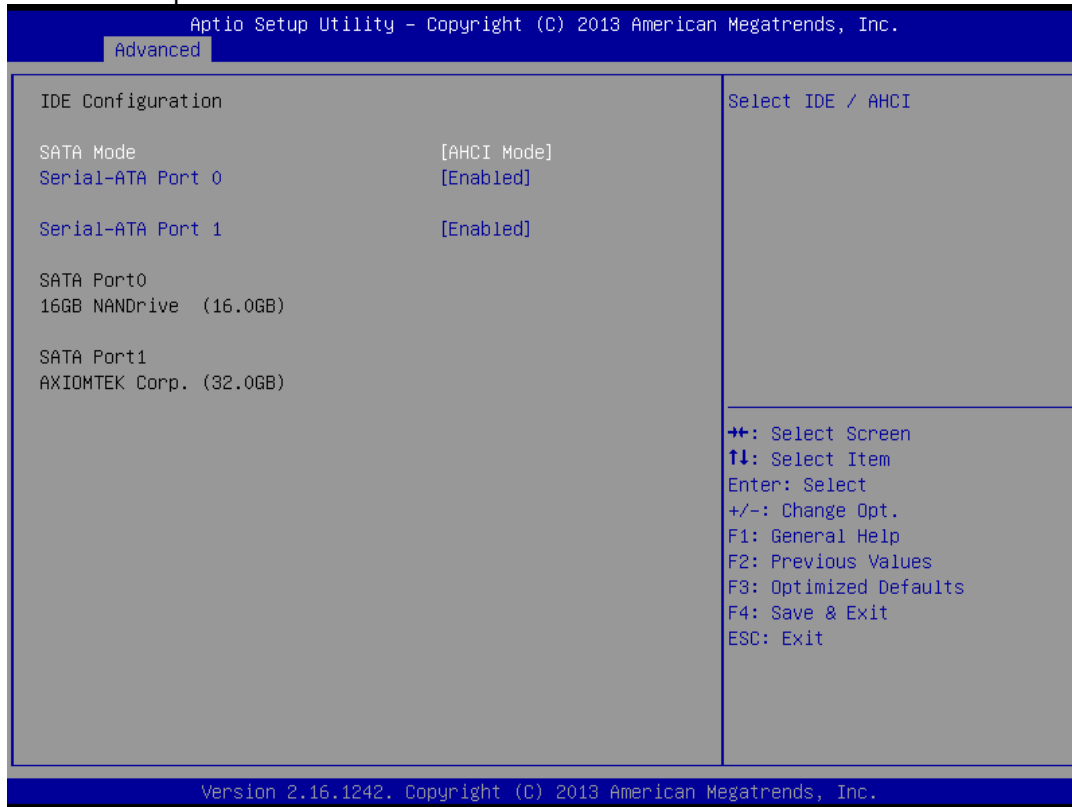 Aptio Setup Utility – Copyright (C) 2013 American Megatrends, Inc.
Advanced
IDE Configuration
SATA Mode [AHCI Mode]
Serial-ATA Port 0 [Enabled]
Serial-ATA Port 1 [Enabled]
SATA Port0
16GB NANDrive (16.0GB)
SATA Port1
AXIOMTEK Corp. (32.0GB)
Select IDE / AHCI
→←: Select Screen
↑↓: Select Item
Enter: Select
+/-: Change Opt.
F1: General Help
F2: Previous Values
F3: Optimized Defaults
F4: Save & Exit
ESC: Exit
Version 2.16.1242. Copyright (C) 2013 American Megatrends, Inc.